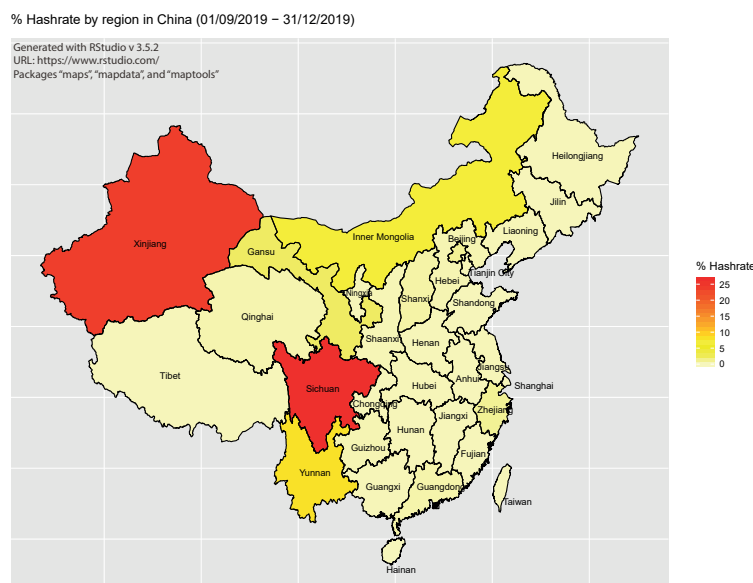 % Hashrate by region in China (01/09/2019 − 31/12/2019)
Generated with RStudio v 3.5.2
URL: https://www.rstudio.com/
Packages “maps”, “mapdata”, and “maptools”
Heilongjiang
Jilin
Liaoning
Xinjiang
Inner Mongolia
Beijing
Gansu
Tianjin City
Hebei
Ningxia
Shanxi
Shandong
Qinghai
Shaanxi
Henan
Jiangsu
Tibet
Anhui
Sichuan
Hubei
Shanghai
Chongqing
Zhejiang
Jiangxi
Hunan
Guizhou
Fujian
Yunnan
Guangxi
Guangdong
Taiwan
Hainan
% Hashrate
25
20
15
10
5
0